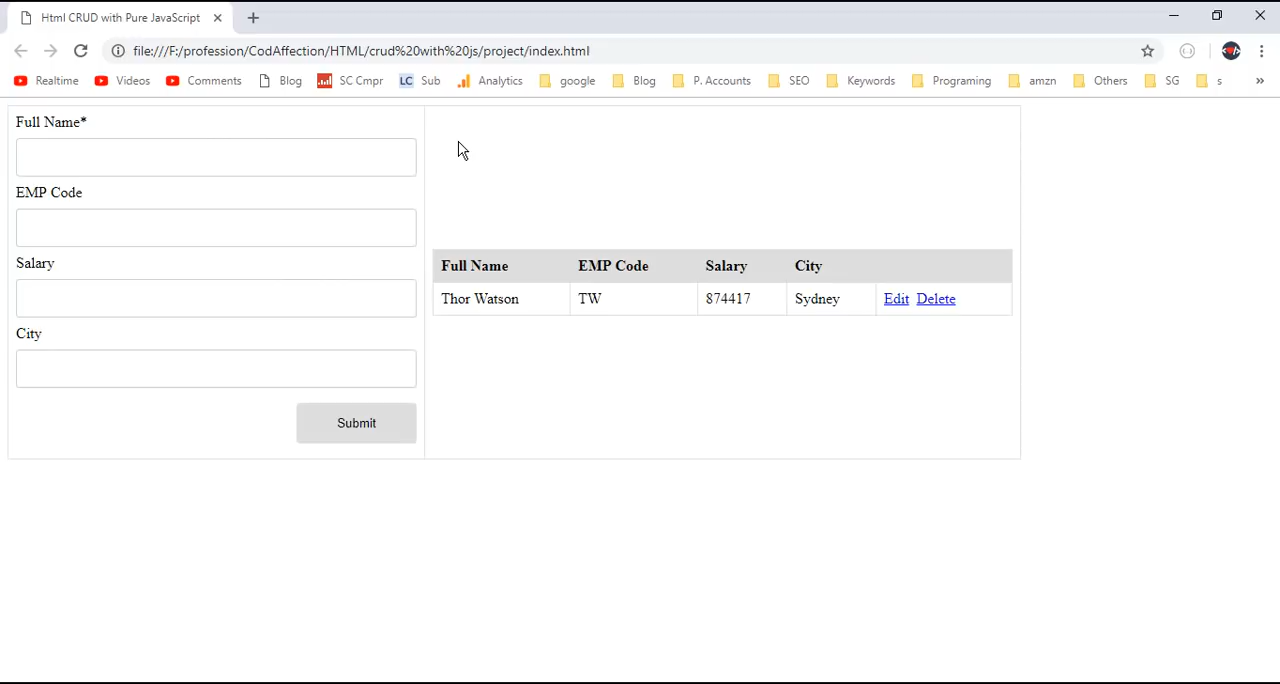 Html CRUD with Pure JavaScript
file:///F:/profession/CodAffection/HTML/crud%20with%20js/project/index.html
Realtime Videos Comments Blog SC Cmpr LC Sub Analytics google Blog P. Accounts SEO Keywords Programing amzn Others SG s »
Full Name*
EMP Code
Salary
City
Submit
Full Name EMP Code Salary City
Thor Watson TW 874417 Sydney Edit Delete